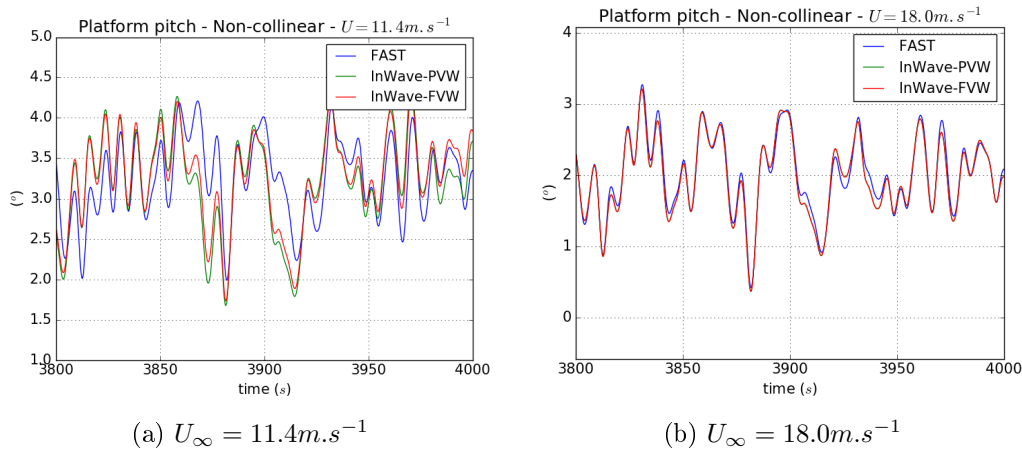 Platform pitch - Non-collinear - U = 11.4m.s⁻¹
5.0
4.5
4.0
3.5
3.0
2.5
2.0
1.5
1.0
(°)
FAST
InWave-PVW
InWave-FVW
3800 3850 3900 3950 4000
time (s)
(a) U∞ = 11.4m.s⁻¹
Platform pitch - Non-collinear - U = 18.0m.s⁻¹
4
3
2
1
0
(°)
FAST
InWave-PVW
InWave-FVW
3800 3850 3900 3950 4000
time (s)
(b) U∞ = 18.0m.s⁻¹